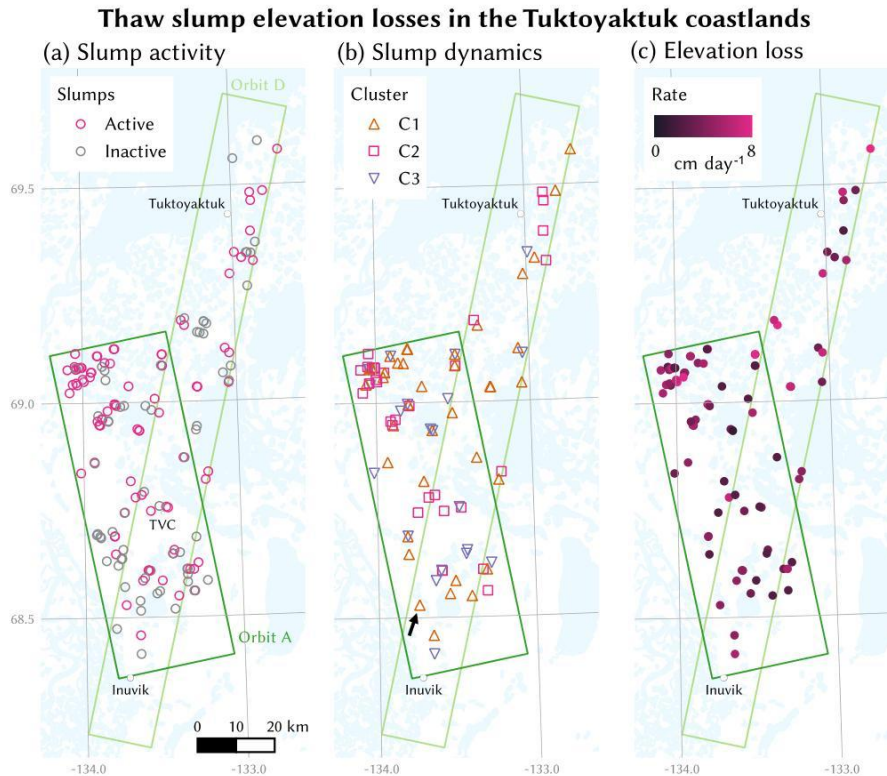 Thaw slump elevation losses in the Tuktoyaktuk coastlands
(a) Slump activity
(b) Slump dynamics
(c) Elevation loss
Orbit D
Slumps
Active
Inactive
Cluster
C1
C2
C3
Rate
0 8
cm day⁻¹
69.5
Tuktoyaktuk
Tuktoyaktuk
Tuktoyaktuk
69.0
TVC
68.5
Orbit A
Inuvik
Inuvik
Inuvik
0 10 20 km
-134.0 -133.0
-134.0 -133.0
-134.0 -133.0